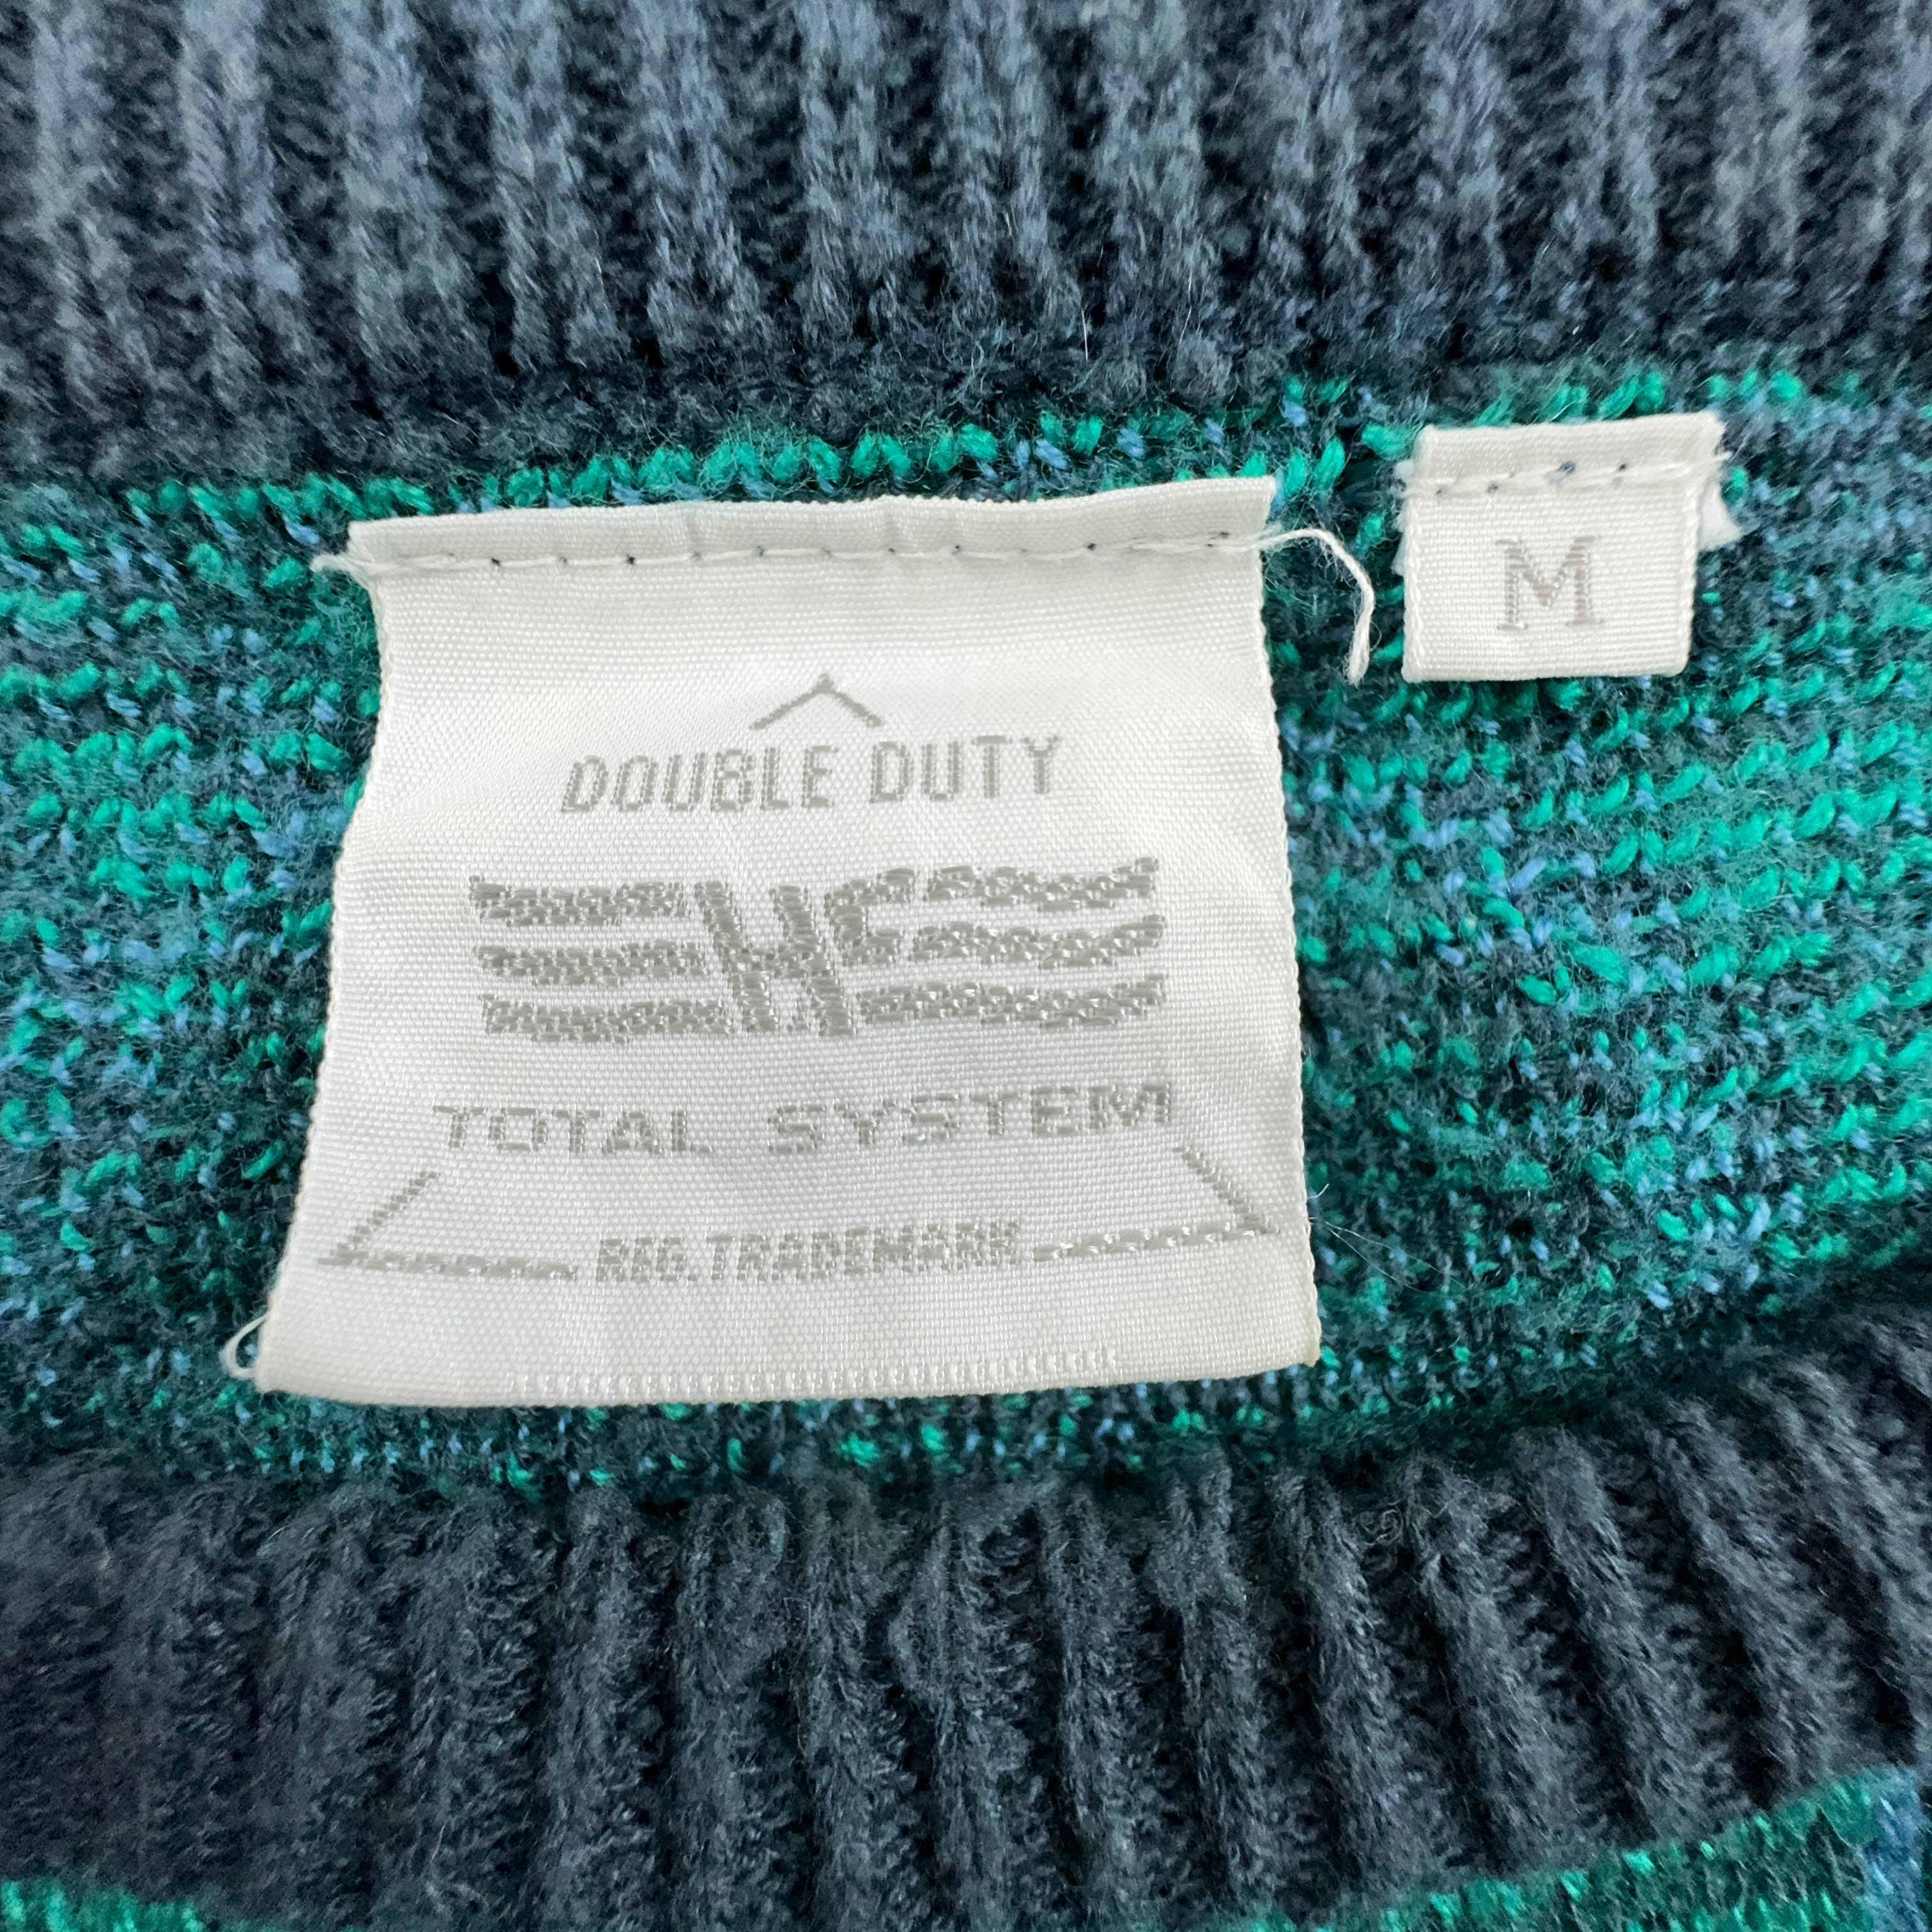 M
DOUBLE DUTY
TOTAL SYSTEM
REG.TRADEMARK